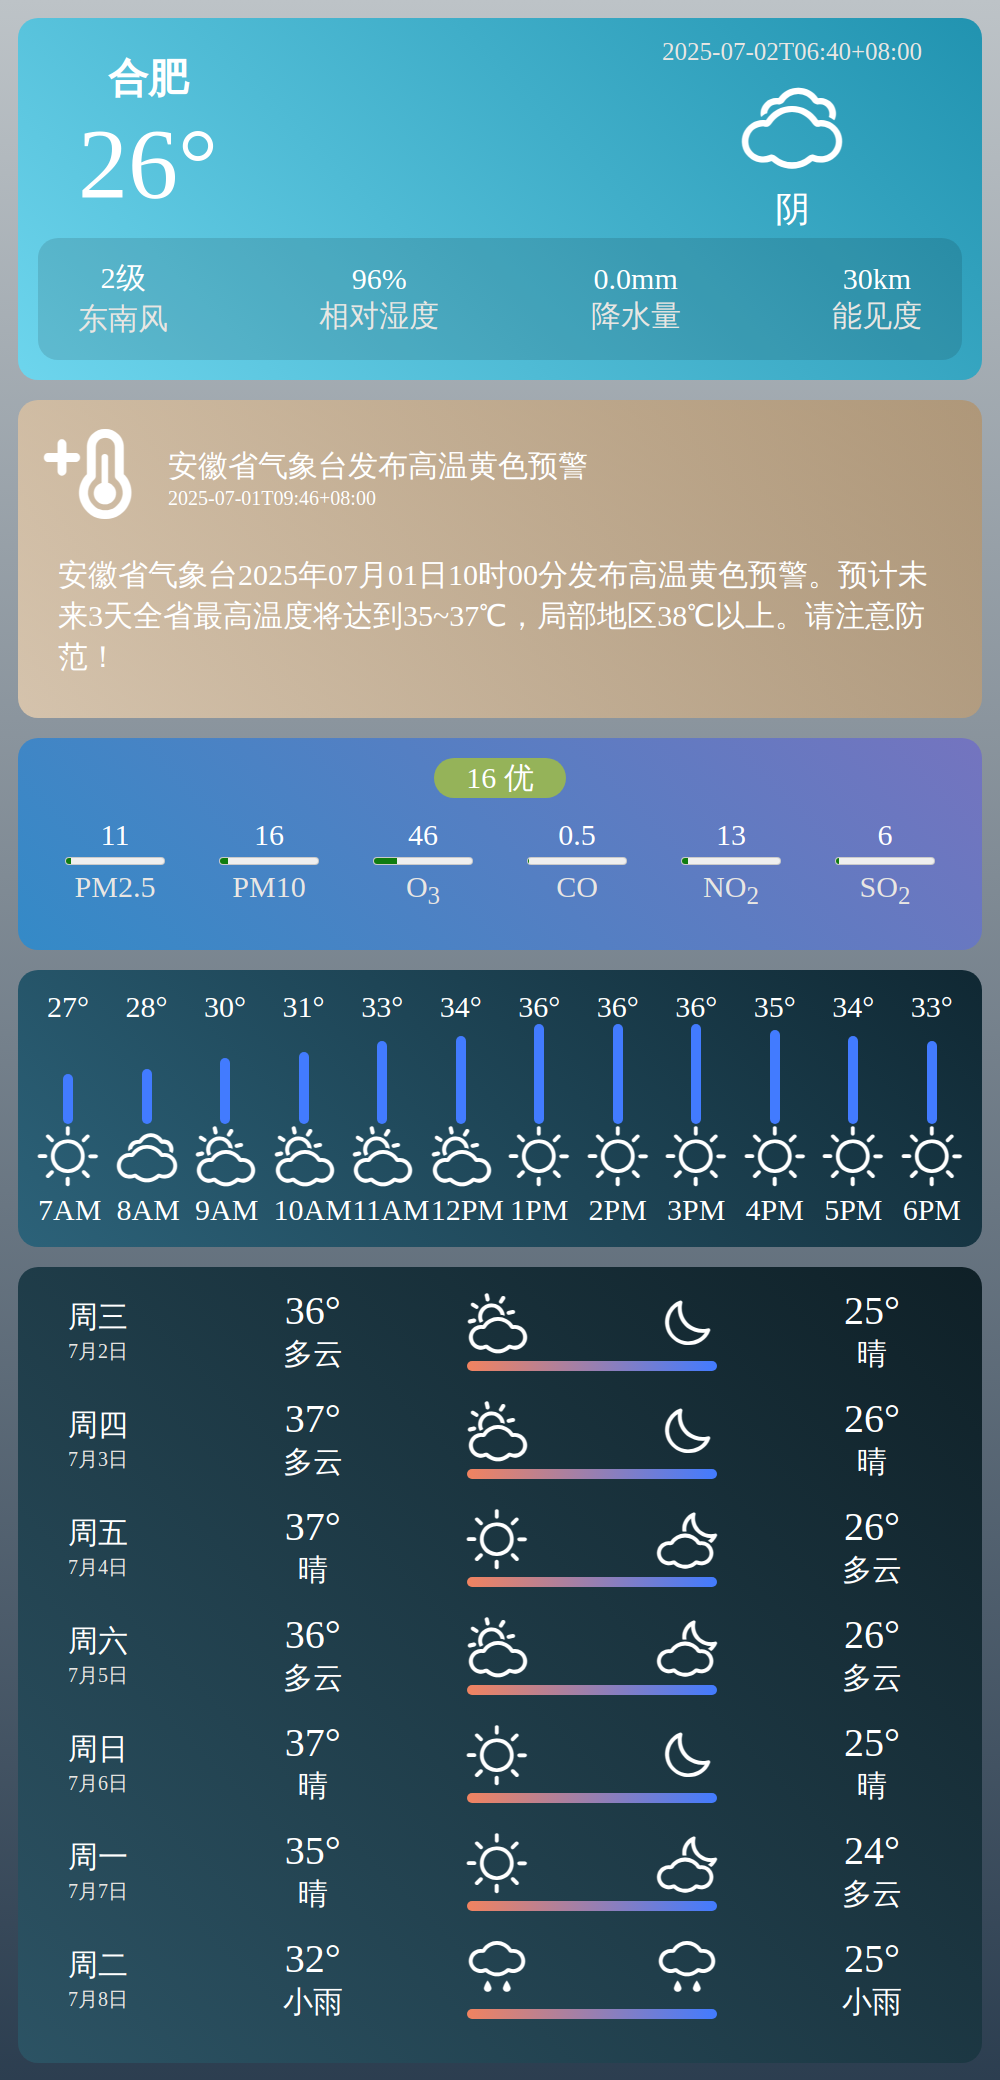 合肥
2025-07-02T06:40+08:00
26°
阴
2级 96% 0.0mm 30km
东南风 相对湿度 降水量 能见度
安徽省气象台发布高温黄色预警
2025-07-01T09:46+08:00
安徽省气象台2025年07月01日10时00分发布高温黄色预警。预计未
来3天全省最高温度将达到35~37℃，局部地区38℃以上。请注意防
范！
16 优
11 16 46 0.5 13 6
PM2.5 PM10 O3 CO NO2 SO2
27° 28° 30° 31° 33° 34° 36° 36° 36° 35° 34° 33°
7AM 8AM 9AM 10AM 11AM 12PM 1PM 2PM 3PM 4PM 5PM 6PM
周三 36° 25°
7月2日 多云 晴
周四 37° 26°
7月3日 多云 晴
周五 37° 26°
7月4日 晴 多云
周六 36° 26°
7月5日 多云 多云
周日 37° 25°
7月6日 晴 晴
周一 35° 24°
7月7日 晴 多云
周二 32° 25°
7月8日 小雨 小雨